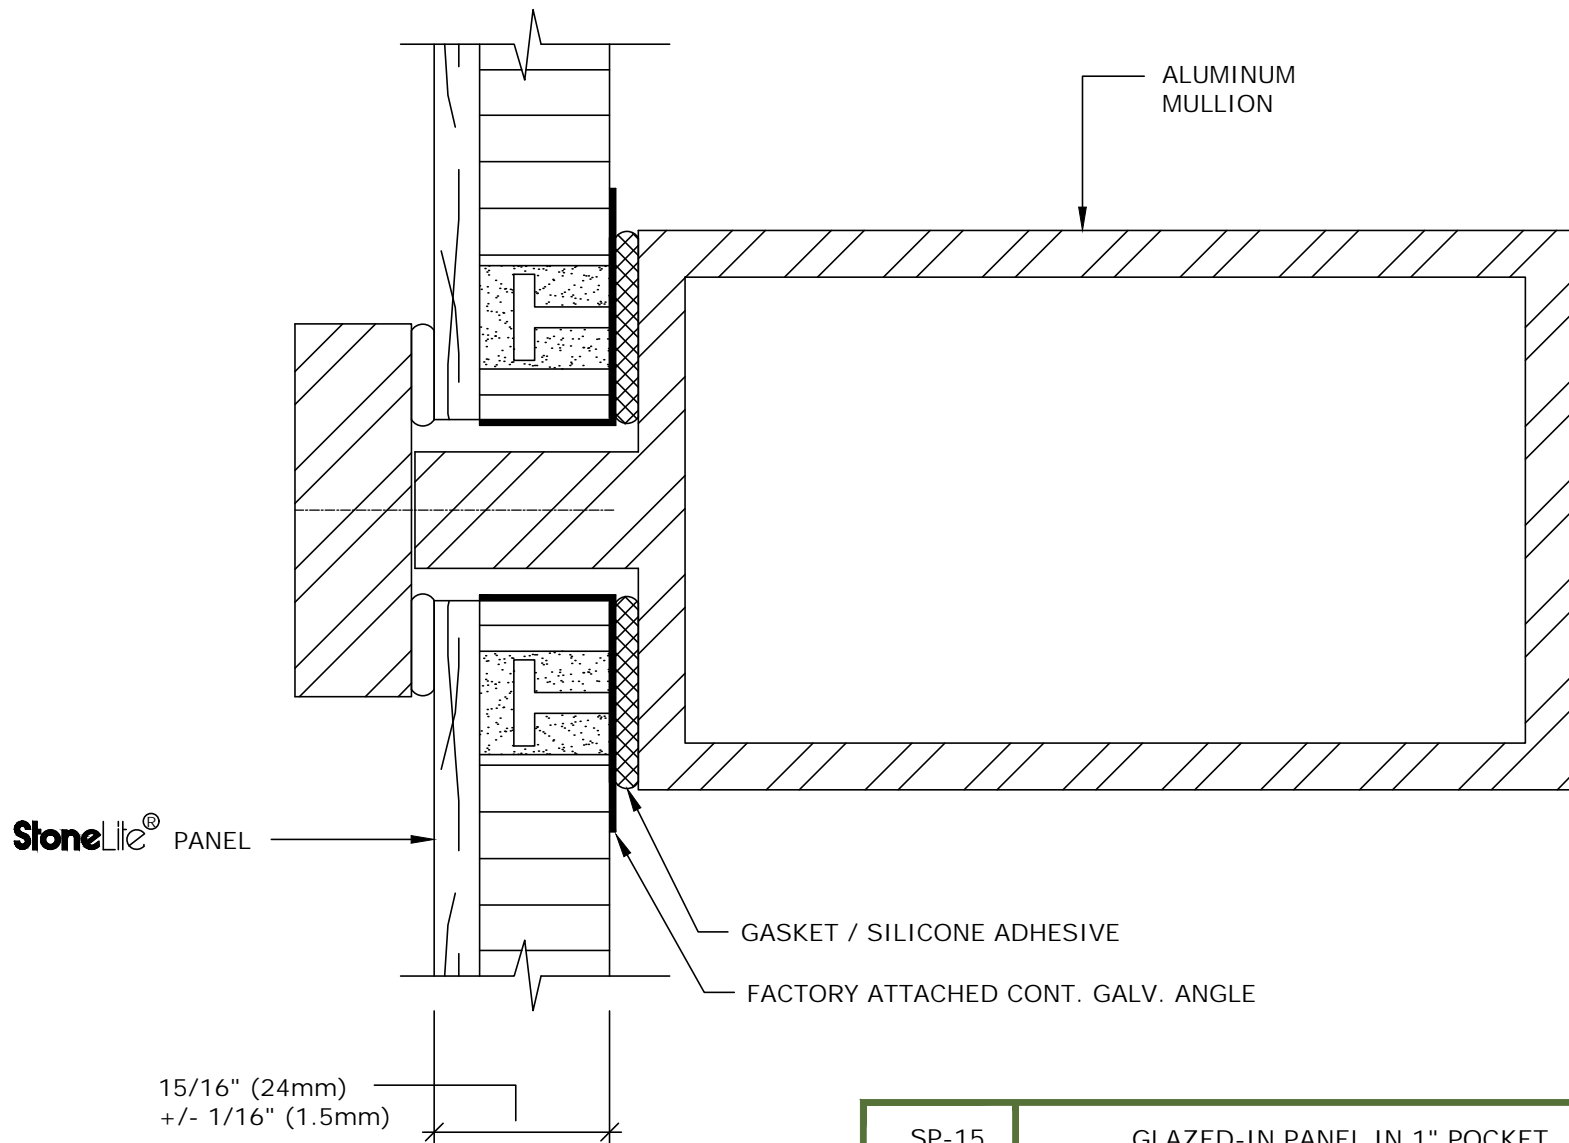 ALUMINUM
MULLION
StoneLite® PANEL
GASKET / SILICONE ADHESIVE
FACTORY ATTACHED CONT. GALV. ANGLE
15/16" (24mm)
+/- 1/16" (1.5mm)
SP-15 GLAZED-IN PANEL IN 1" POCKET